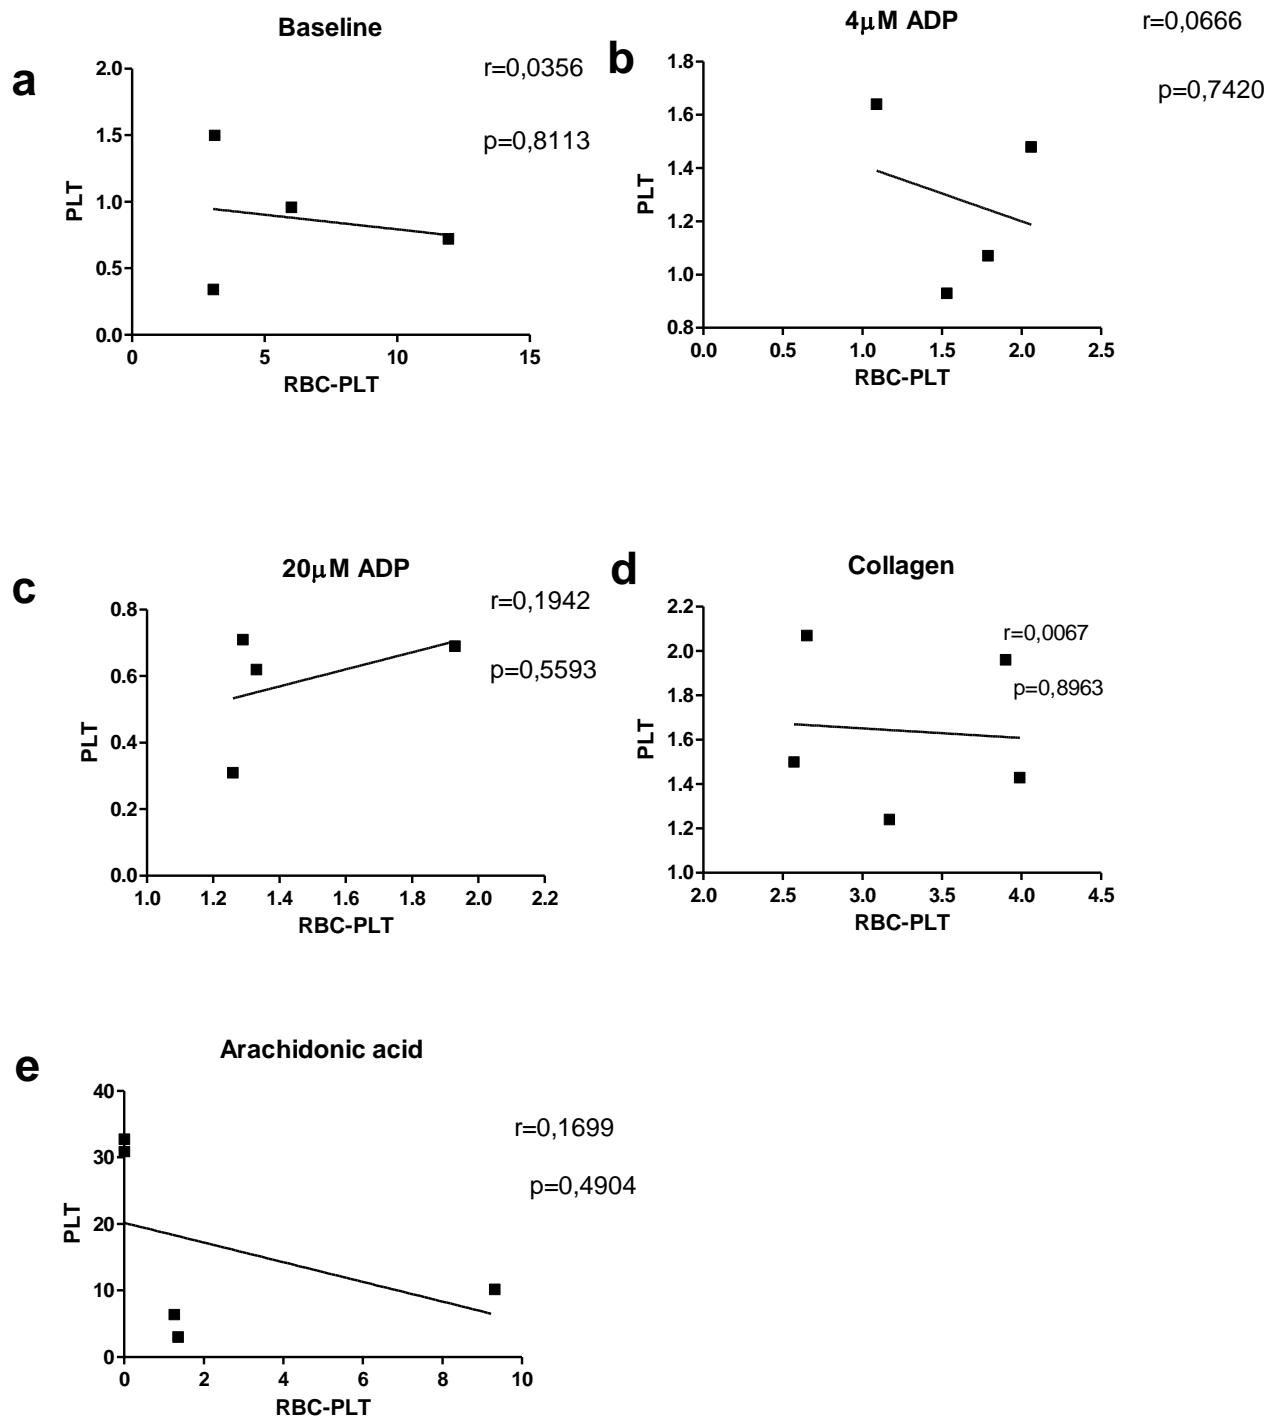 a
Baseline
r=0,0356
p=0,8113
PLT
2.0
1.5
1.0
0.5
0.0
0 5 10 15
RBC-PLT
b
4μM ADP
r=0,0666
p=0,7420
PLT
1.8
1.6
1.4
1.2
1.0
0.8
0.0 0.5 1.0 1.5 2.0 2.5
RBC-PLT
c
20μM ADP
r=0,1942
p=0,5593
PLT
0.8
0.6
0.4
0.2
0.0
1.0 1.2 1.4 1.6 1.8 2.0 2.2
RBC-PLT
d
Collagen
r=0,0067
p=0,8963
PLT
2.2
2.0
1.8
1.6
1.4
1.2
1.0
2.0 2.5 3.0 3.5 4.0 4.5
RBC-PLT
e
Arachidonic acid
r=0,1699
p=0,4904
PLT
40
30
20
10
0
0 2 4 6 8 10
RBC-PLT